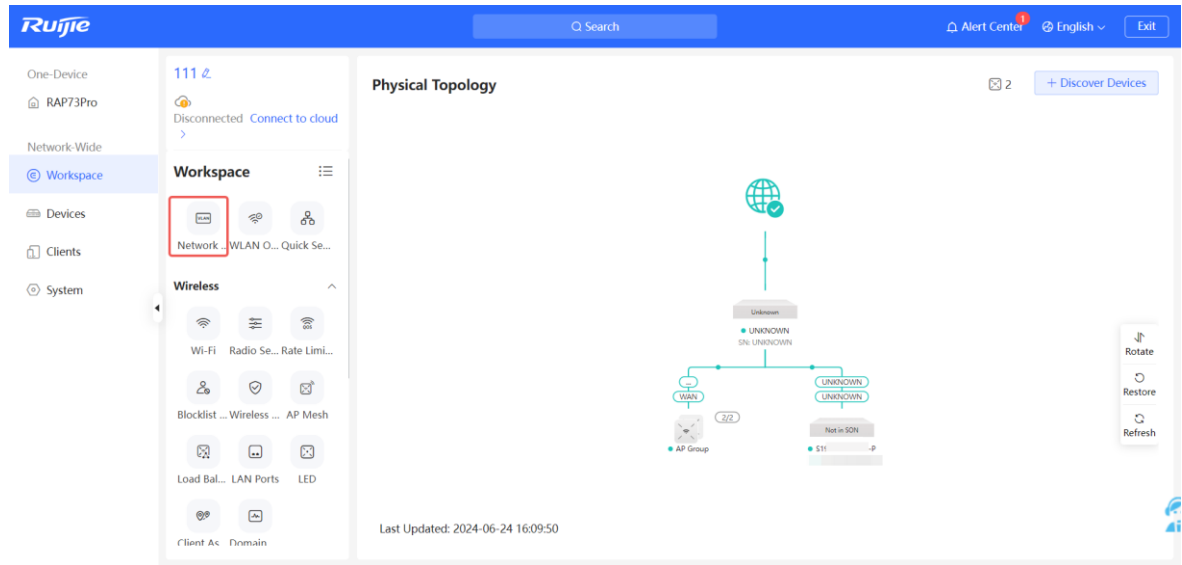 Ruijie
Search
Alert Center
1
English
Exit
One-Device
RAP73Pro
Network-Wide
Workspace
Devices
Clients
System
111
Disconnected Connect to cloud
>
Workspace
VLAN
Network ... WLAN O... Quick Se...
Wireless
QOS
Wi-Fi Radio Se... Rate Limi...
Blocklist ... Wireless ... AP Mesh
Load Bal... LAN Ports LED
Client As Domain
Physical Topology
2
+ Discover Devices
Unknown
UNKNOWN
SN: UNKNOWN
... UNKNOWN
WAN UNKNOWN
2/2
Not in SON
AP Group
-P
Rotate
Restore
Refresh
Last Updated: 2024-06-24 16:09:50